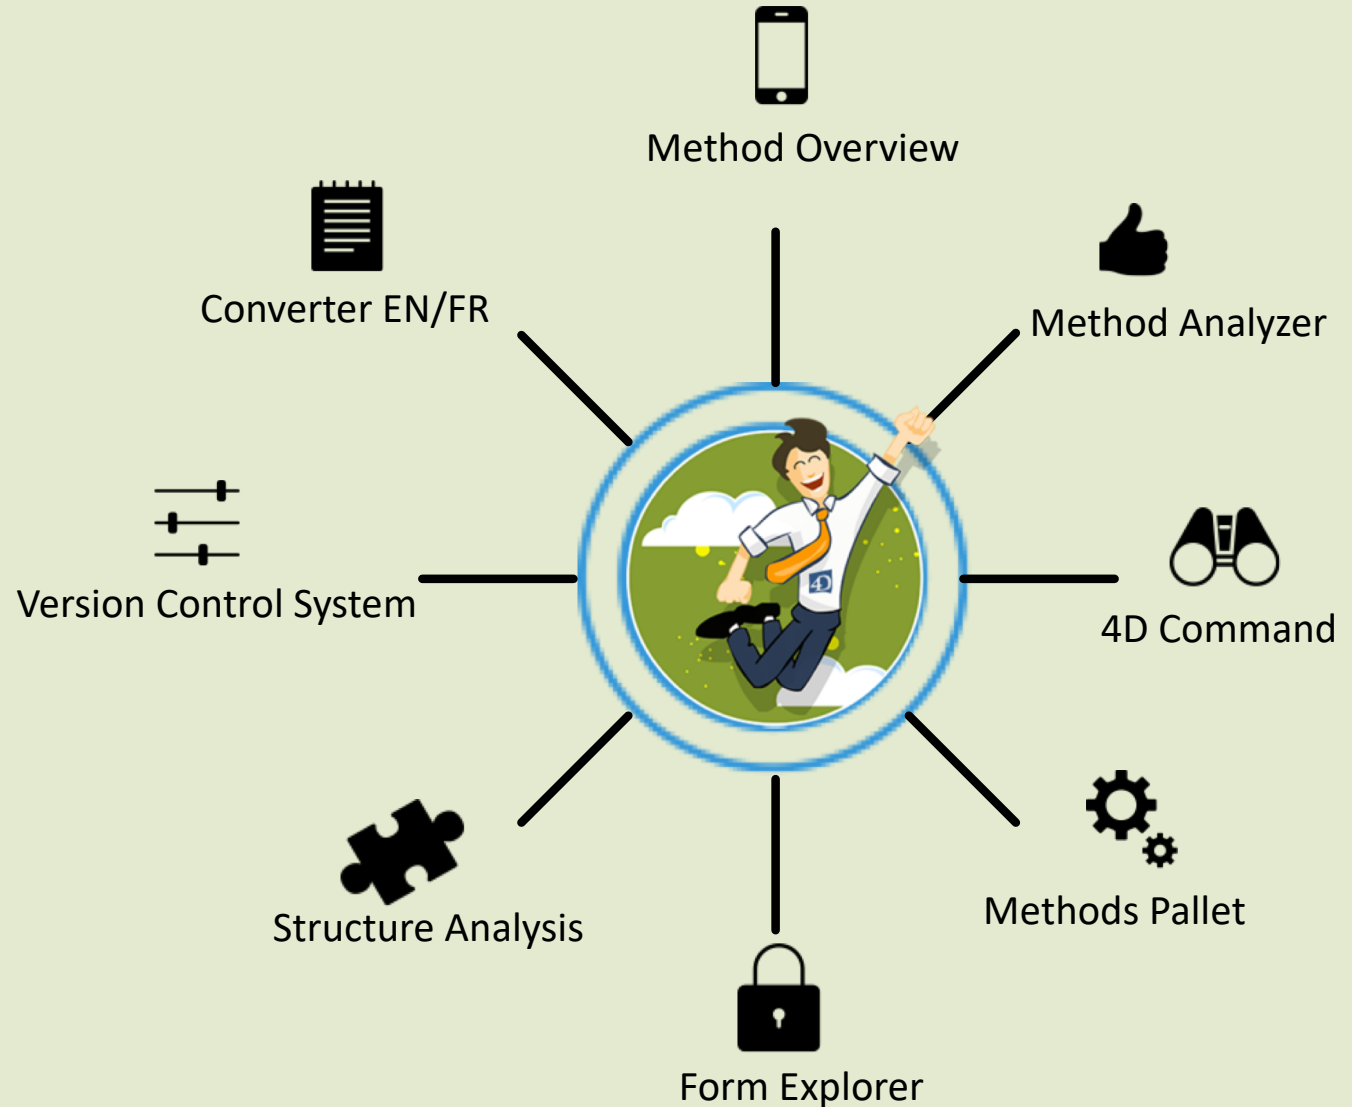 Method Overview
Converter EN/FR
Method Analyzer
Version Control System
4D
4D Command
Structure Analysis
Methods Pallet
Form Explorer